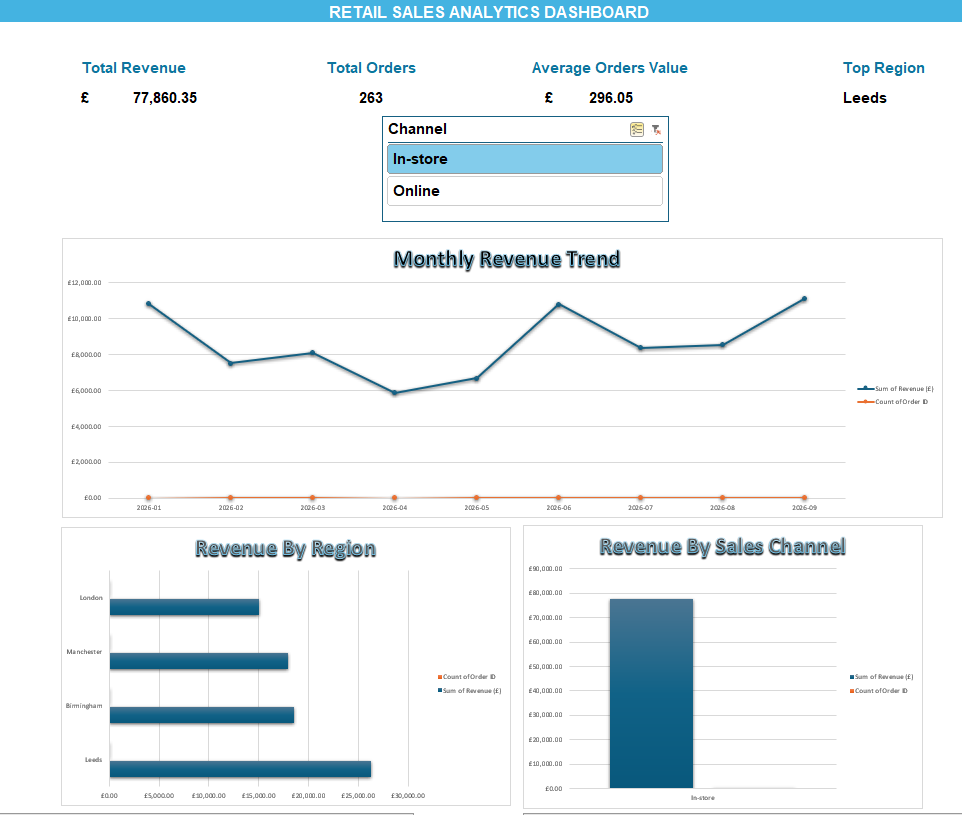 RETAIL SALES ANALYTICS DASHBOARD
Total Revenue Total Orders Average Orders Value Top Region
£ 77,860.35 263 £ 296.05 Leeds
Channel
In-store
Online
Monthly Revenue Trend
£12,000.00
£10,000.00
£8,000.00
£6,000.00
£4,000.00
£2,000.00
£0.00
2026-01 2026-02 2026-03 2026-04 2026-05 2026-06 2026-07 2026-08 2026-09
Sum of Revenue (£)
Count of Order ID
Revenue By Region
London
Manchester
Birmingham
Leeds
£0.00 £5,000.00 £10,000.00 £15,000.00 £20,000.00 £25,000.00 £30,000.00
Count of Order ID
Sum of Revenue (£)
Revenue By Sales Channel
£90,000.00
£80,000.00
£70,000.00
£60,000.00
£50,000.00
£40,000.00
£30,000.00
£20,000.00
£10,000.00
£0.00
In-store
Sum of Revenue (£)
Count of Order ID